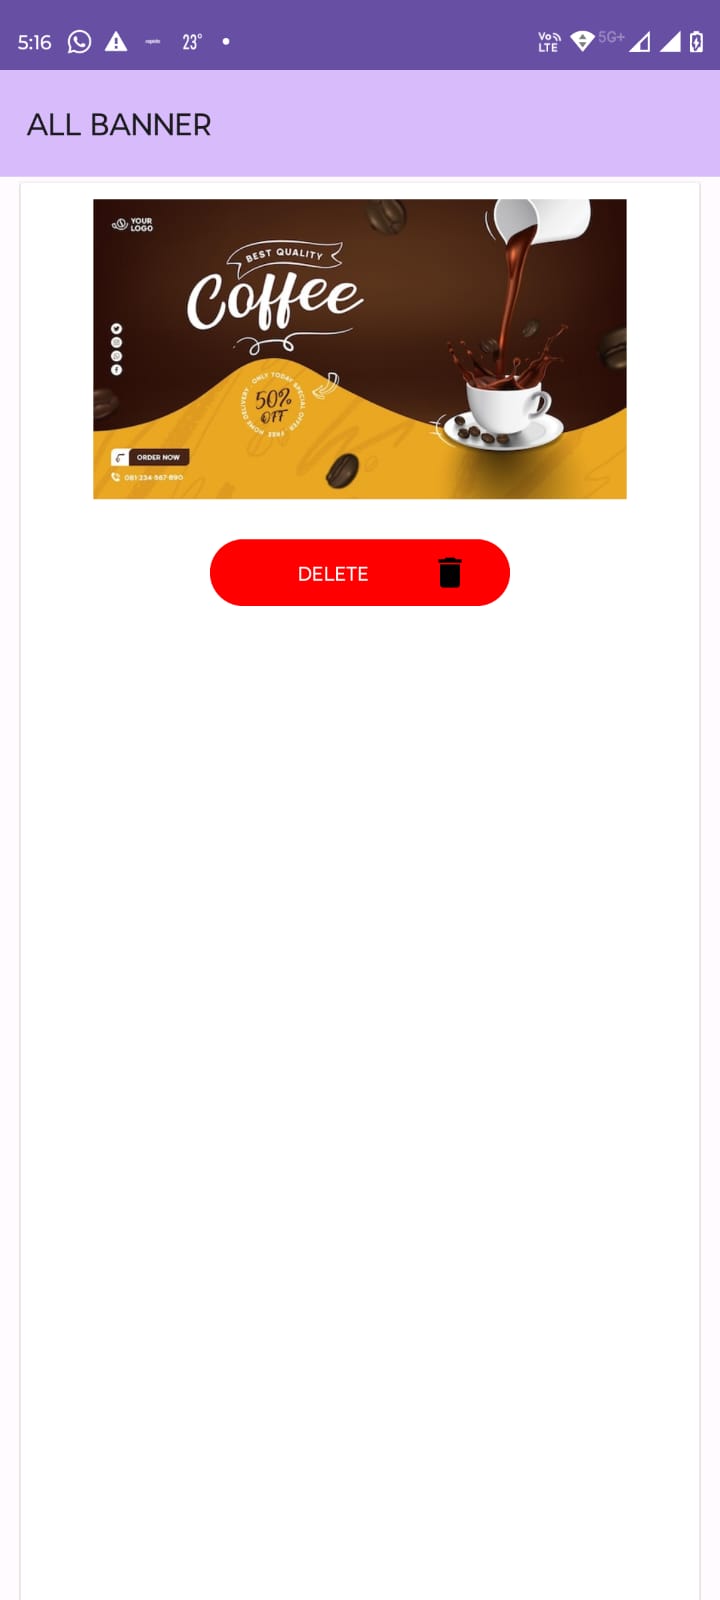 5:16
rapido
23°
Vo
LTE
5G+
ALL BANNER
YOUR
LOGO
BEST QUALITY
Coffee
ONLY TODAY SPECIAL OFFER · FREE HOME DELIVERY
50%
OFF
ORDER NOW
081-234-567-890
DELETE